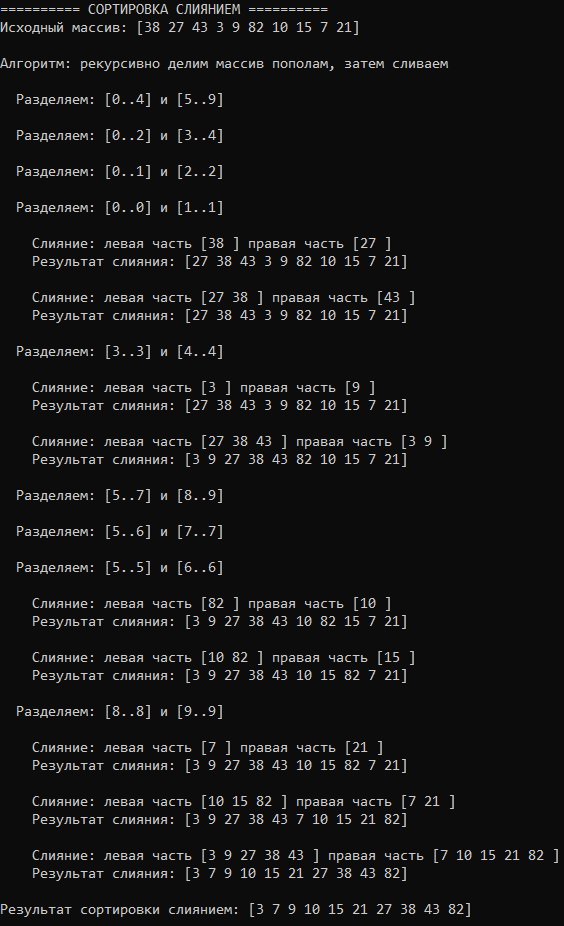 ========== СОРТИРОВКА СЛИЯНИЕМ ==========
Исходный массив: [38 27 43 3 9 82 10 15 7 21]
Алгоритм: рекурсивно делим массив пополам, затем сливаем
Разделяем: [0..4] и [5..9]
Разделяем: [0..2] и [3..4]
Разделяем: [0..1] и [2..2]
Разделяем: [0..0] и [1..1]
Слияние: левая часть [38 ] правая часть [27 ]
Результат слияния: [27 38 43 3 9 82 10 15 7 21]
Слияние: левая часть [27 38 ] правая часть [43 ]
Результат слияния: [27 38 43 3 9 82 10 15 7 21]
Разделяем: [3..3] и [4..4]
Слияние: левая часть [3 ] правая часть [9 ]
Результат слияния: [27 38 43 3 9 82 10 15 7 21]
Слияние: левая часть [27 38 43 ] правая часть [3 9 ]
Результат слияния: [3 9 27 38 43 82 10 15 7 21]
Разделяем: [5..7] и [8..9]
Разделяем: [5..6] и [7..7]
Разделяем: [5..5] и [6..6]
Слияние: левая часть [82 ] правая часть [10 ]
Результат слияния: [3 9 27 38 43 10 82 15 7 21]
Слияние: левая часть [10 82 ] правая часть [15 ]
Результат слияния: [3 9 27 38 43 10 15 82 7 21]
Разделяем: [8..8] и [9..9]
Слияние: левая часть [7 ] правая часть [21 ]
Результат слияния: [3 9 27 38 43 10 15 82 7 21]
Слияние: левая часть [10 15 82 ] правая часть [7 21 ]
Результат слияния: [3 9 27 38 43 7 10 15 21 82]
Слияние: левая часть [3 9 27 38 43 ] правая часть [7 10 15 21 82 ]
Результат слияния: [3 7 9 10 15 21 27 38 43 82]
Результат сортировки слиянием: [3 7 9 10 15 21 27 38 43 82]